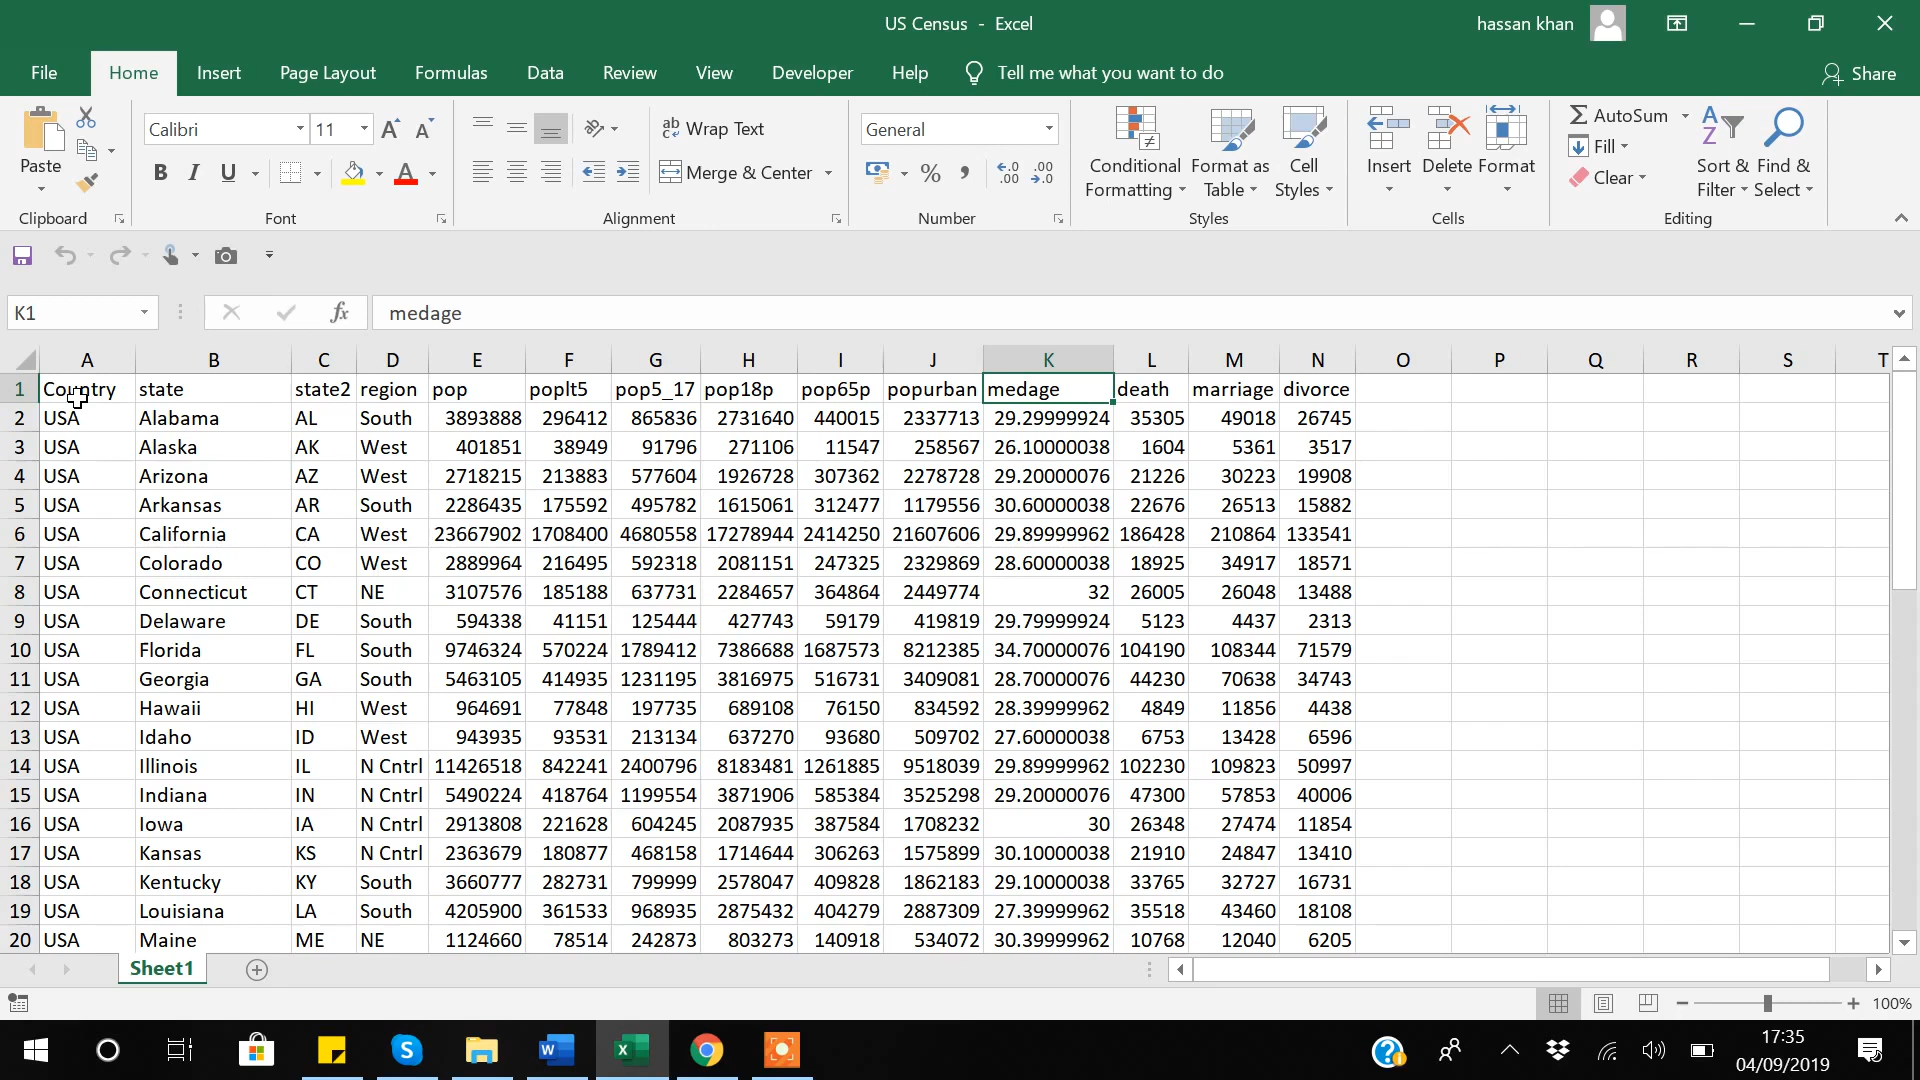 US Census - Excel
hassan khan
File Home Insert Page Layout Formulas Data Review View Developer Help Tell me what you want to do Share
Paste
Clipboard
Calibri 11
B I U
Font
Wrap Text
Merge & Center
Alignment
General
% ,
Number
Conditional Formatting
Format as Table
Cell Styles
Styles
Insert Delete Format
Cells
AutoSum
Fill
Clear
Sort & Filter
Find & Select
Editing
K1 fx medage
A B C D E F G H I J K L M N O P Q R S T
1 Country state state2 region pop poplt5 pop5_17 pop18p pop65p popurban medage death marriage divorce
2 USA Alabama AL South 3893888 296412 865836 2731640 440015 2337713 29.29999924 35305 49018 26745
3 USA Alaska AK West 401851 38949 91796 271106 11547 258567 26.10000038 1604 5361 3517
4 USA Arizona AZ West 2718215 213883 577604 1926728 307362 2278728 29.20000076 21226 30223 19908
5 USA Arkansas AR South 2286435 175592 495782 1615061 312477 1179556 30.60000038 22676 26513 15882
6 USA California CA West 23667902 1708400 4680558 17278944 2414250 21607606 29.89999962 186428 210864 133541
7 USA Colorado CO West 2889964 216495 592318 2081151 247325 2329869 28.60000038 18925 34917 18571
8 USA Connecticut CT NE 3107576 185188 637731 2284657 364864 2449774 32 26005 26048 13488
9 USA Delaware DE South 594338 41151 125444 427743 59179 419819 29.79999924 5123 4437 2313
10 USA Florida FL South 9746324 570224 1789412 7386688 1687573 8212385 34.70000076 104190 108344 71579
11 USA Georgia GA South 5463105 414935 1231195 3816975 516731 3409081 28.70000076 44230 70638 34743
12 USA Hawaii HI West 964691 77848 197735 689108 76150 834592 28.39999962 4849 11856 4438
13 USA Idaho ID West 943935 93531 213134 637270 93680 509702 27.60000038 6753 13428 6596
14 USA Illinois IL N Cntrl 11426518 842241 2400796 8183481 1261885 9518039 29.89999962 102230 109823 50997
15 USA Indiana IN N Cntrl 5490224 418764 1199554 3871906 585384 3525298 29.20000076 47300 57853 40006
16 USA Iowa IA N Cntrl 2913808 221628 604245 2087935 387584 1708232 30 26348 27474 11854
17 USA Kansas KS N Cntrl 2363679 180877 468158 1714644 306263 1575899 30.10000038 21910 24847 13410
18 USA Kentucky KY South 3660777 282731 799999 2578047 409828 1862183 29.10000038 33765 32727 16731
19 USA Louisiana LA South 4205900 361533 968935 2875432 404279 2887309 27.39999962 35518 43460 18108
20 USA Maine ME NE 1124660 78514 242873 803273 140918 534072 30.39999962 10768 12040 6205
Sheet1
100%
17:35
04/09/2019